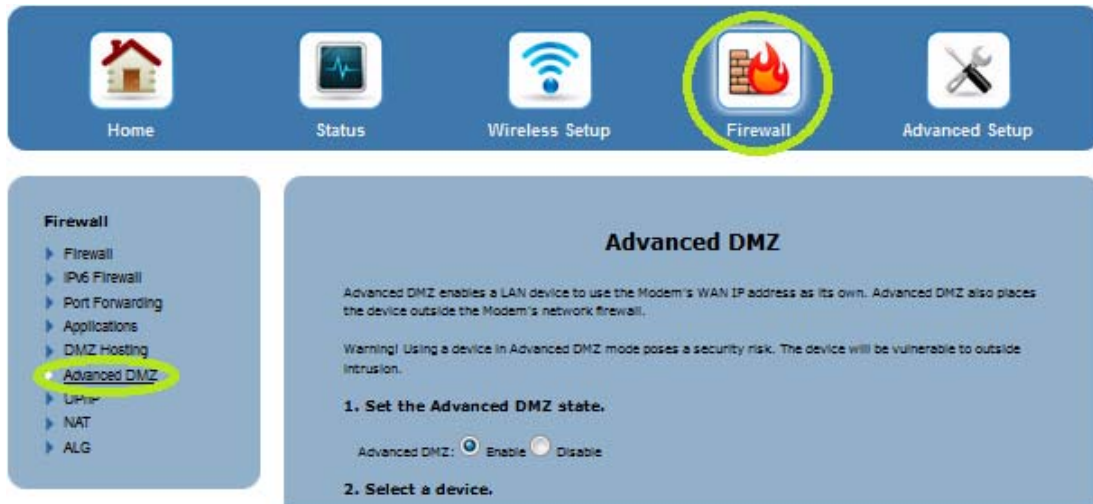 Home
Status
Wireless Setup
Firewall
Advanced Setup
Firewall
Firewall
IPv6 Firewall
Port Forwarding
Applications
DMZ Hosting
Advanced DMZ
UPnP
NAT
ALG
Advanced DMZ
Advanced DMZ enables a LAN device to use the Modem's WAN IP address as its own. Advanced DMZ also places
the device outside the Modem's network firewall.
Warning! Using a device in Advanced DMZ mode poses a security risk. The device will be vulnerable to outside
intrusion.
1. Set the Advanced DMZ state.
Advanced DMZ: Enable Disable
2. Select a device.